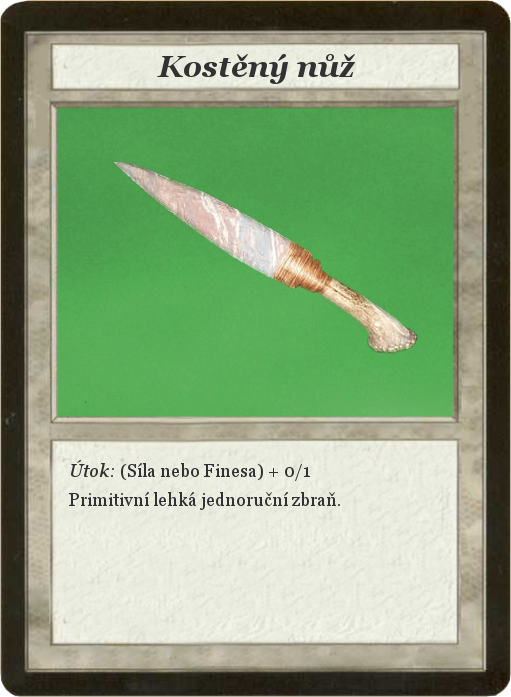 Kostěný nůž
Útok: (Síla nebo Finesa) + 0/1
Primitivní lehká jednoruční zbraň.